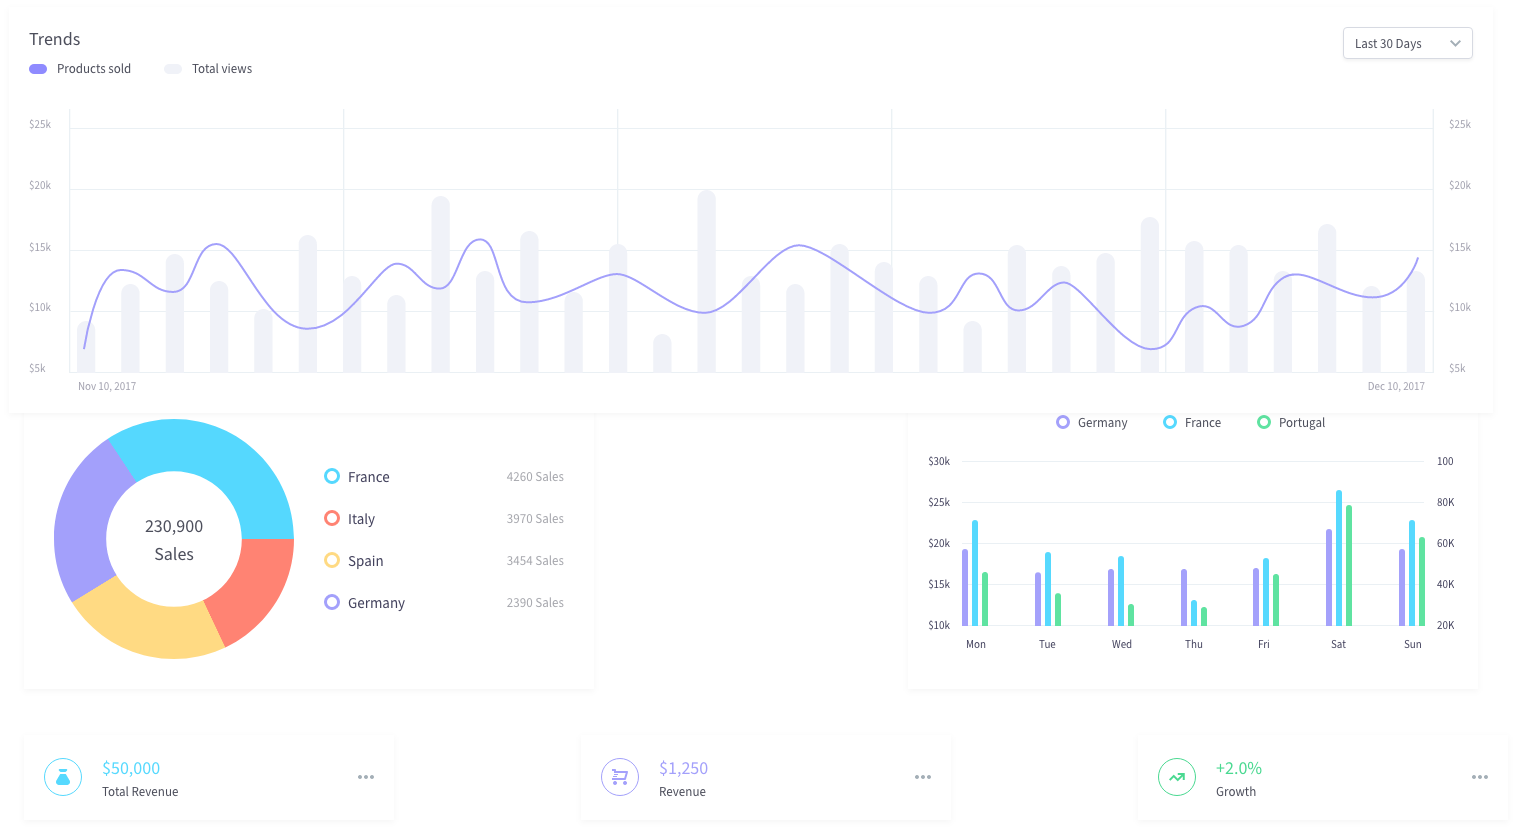 Trends
Last 30 Days
Products sold
Total views
$25k
$25k
$20k
$20k
$15k
$15k
$10k
$10k
$5k
$5k
Nov 10, 2017
Dec 10, 2017
230,900
Sales
France 4260 Sales
Italy 3970 Sales
Spain 3454 Sales
Germany 2390 Sales
Germany France Portugal
$30k
100
$25k
80K
$20k
60K
$15k
40K
$10k
20K
Mon Tue Wed Thu Fri Sat Sun
$50,000
Total Revenue
$1,250
Revenue
+2.0%
Growth